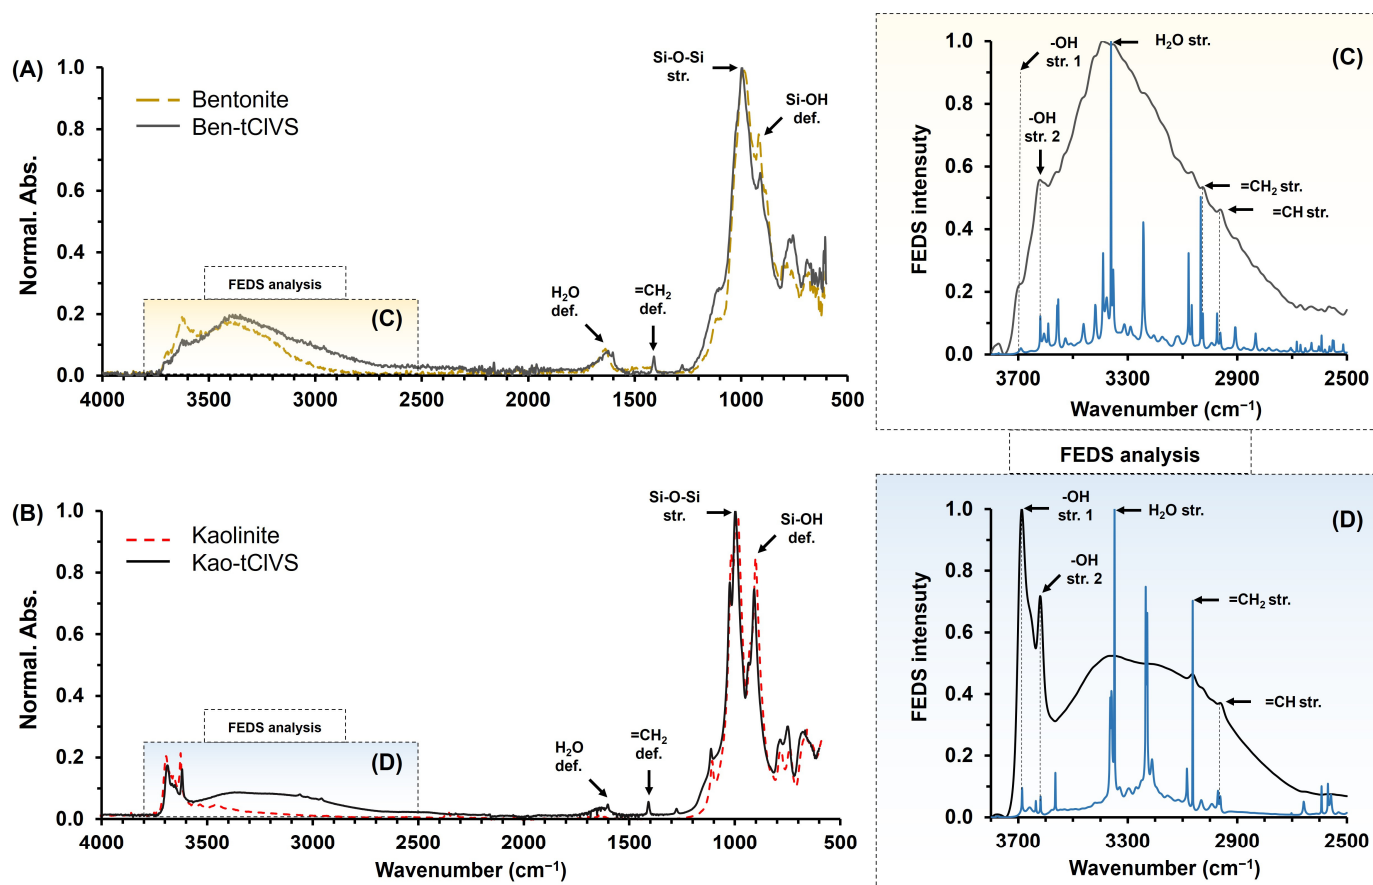 (A)
Bentonite
Ben-tClVS
Si-O-Si
str.
Si-OH
def.
FEDS analysis
(C)
H2O
def.
=CH2
def.
Normal. Abs.
1.0
0.8
0.6
0.4
0.2
0.0
4000 3500 3000 2500 2000 1500 1000 500
Wavenumber (cm−1)
(C)
-OH
str. 1
-OH
str. 2
H2O str.
=CH2 str.
=CH str.
FEDS intensuty
1.0
0.8
0.6
0.4
0.2
0.0
3700 3300 2900 2500
Wavenumber (cm−1)
FEDS analysis
(B)
Kaolinite
Kao-tClVS
Si-O-Si
str.
Si-OH
def.
FEDS analysis
(D)
H2O
def.
=CH2
def.
Normal. Abs.
1.0
0.8
0.6
0.4
0.2
0.0
4000 3500 3000 2500 2000 1500 1000 500
Wavenumber (cm−1)
(D)
-OH
str. 1
-OH
str. 2
H2O str.
=CH2 str.
=CH str.
FEDS intensuty
1.0
0.8
0.6
0.4
0.2
0.0
3700 3300 2900 2500
Wavenumber (cm−1)